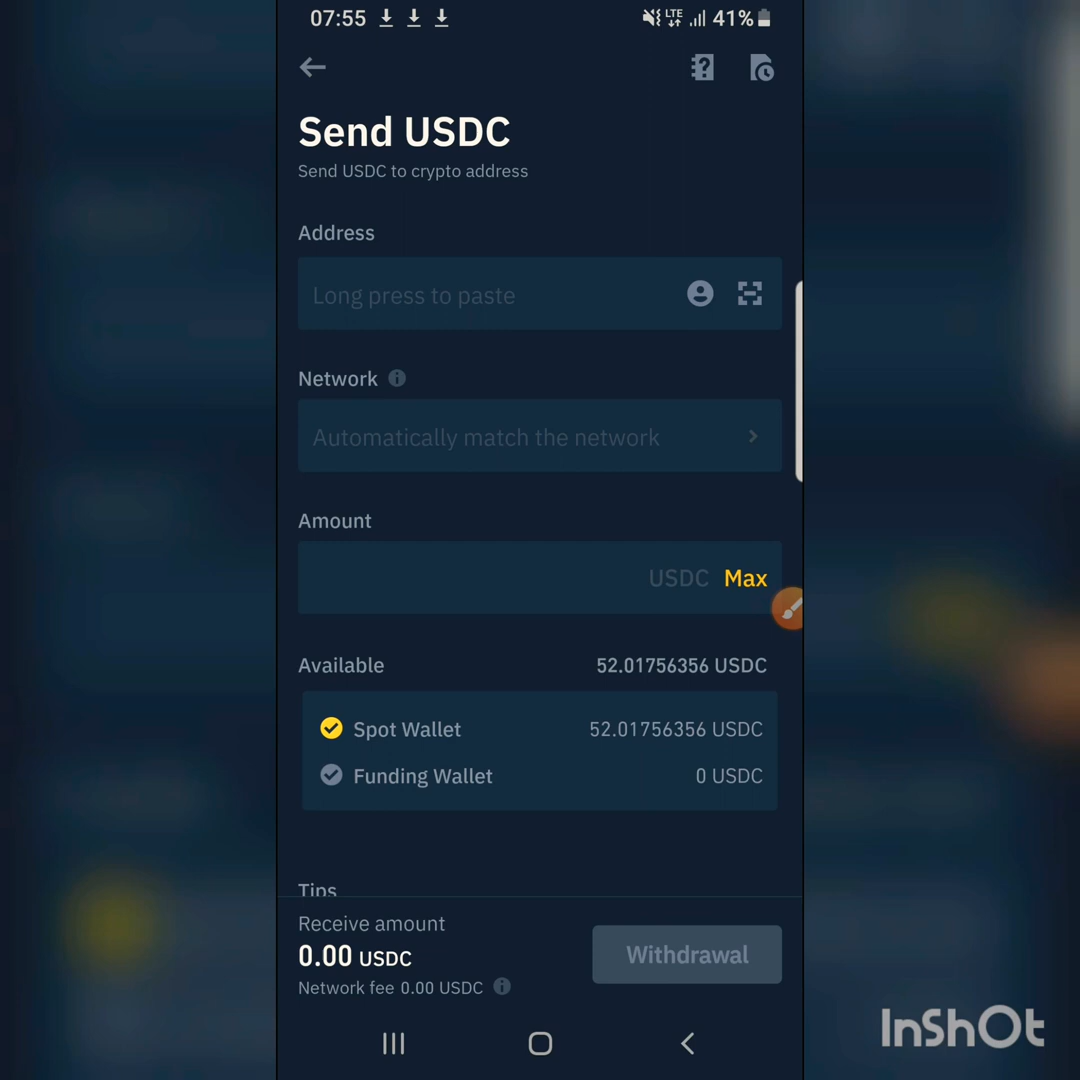 07:55 LTE 41%
Send USDC
Send USDC to crypto address
Address
Long press to paste
Network
Automatically match the network
Amount
USDC Max
Available 52.01756356 USDC
Spot Wallet 52.01756356 USDC
Funding Wallet 0 USDC
Tips
Receive amount
0.00 USDC
Withdrawal
Network fee 0.00 USDC
InShOt